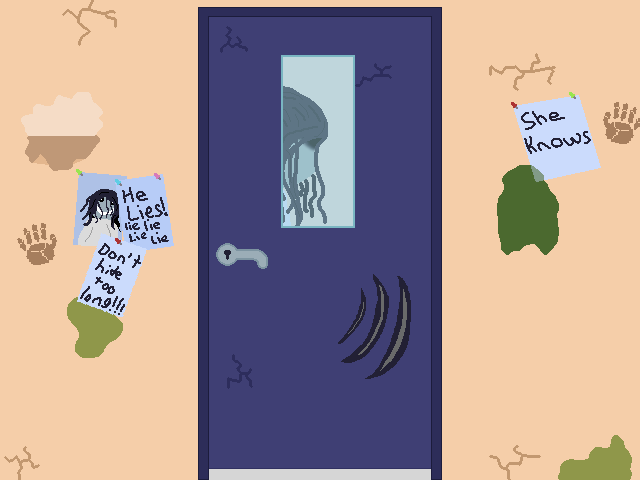 He
Lies!
lie lie
Lie lie
Don't
hide
too
long!!!
She
Knows